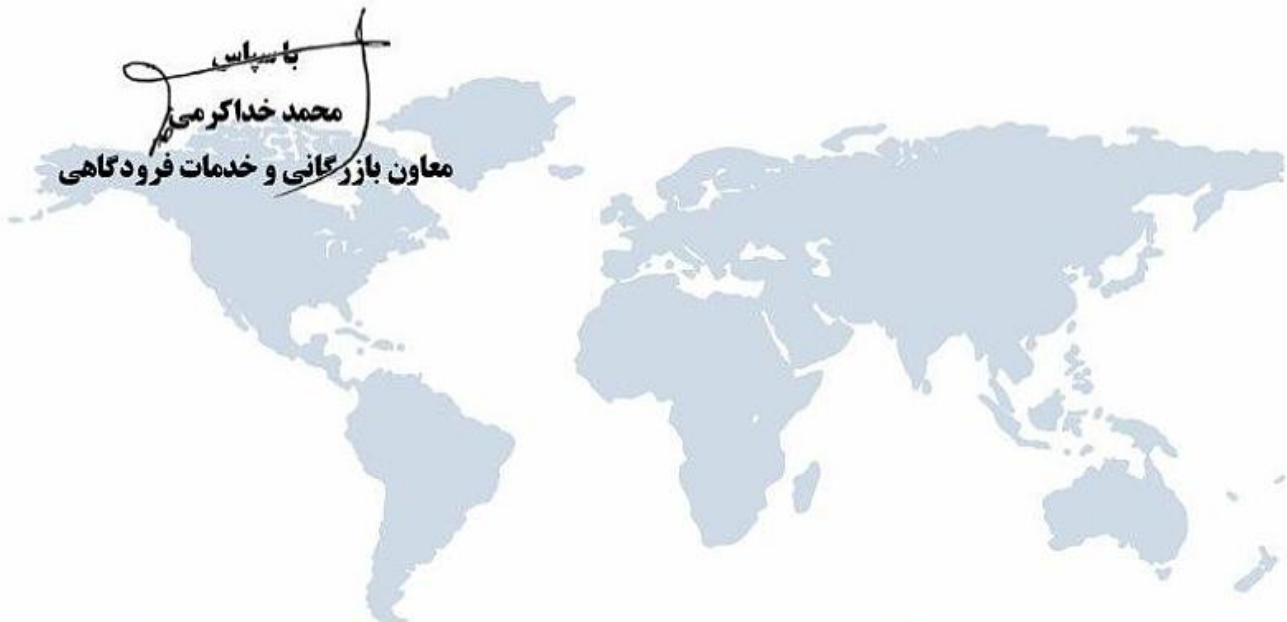 با سپاس
محمد خداکرمی
معاون بازرگانی و خدمات فرودگاهی